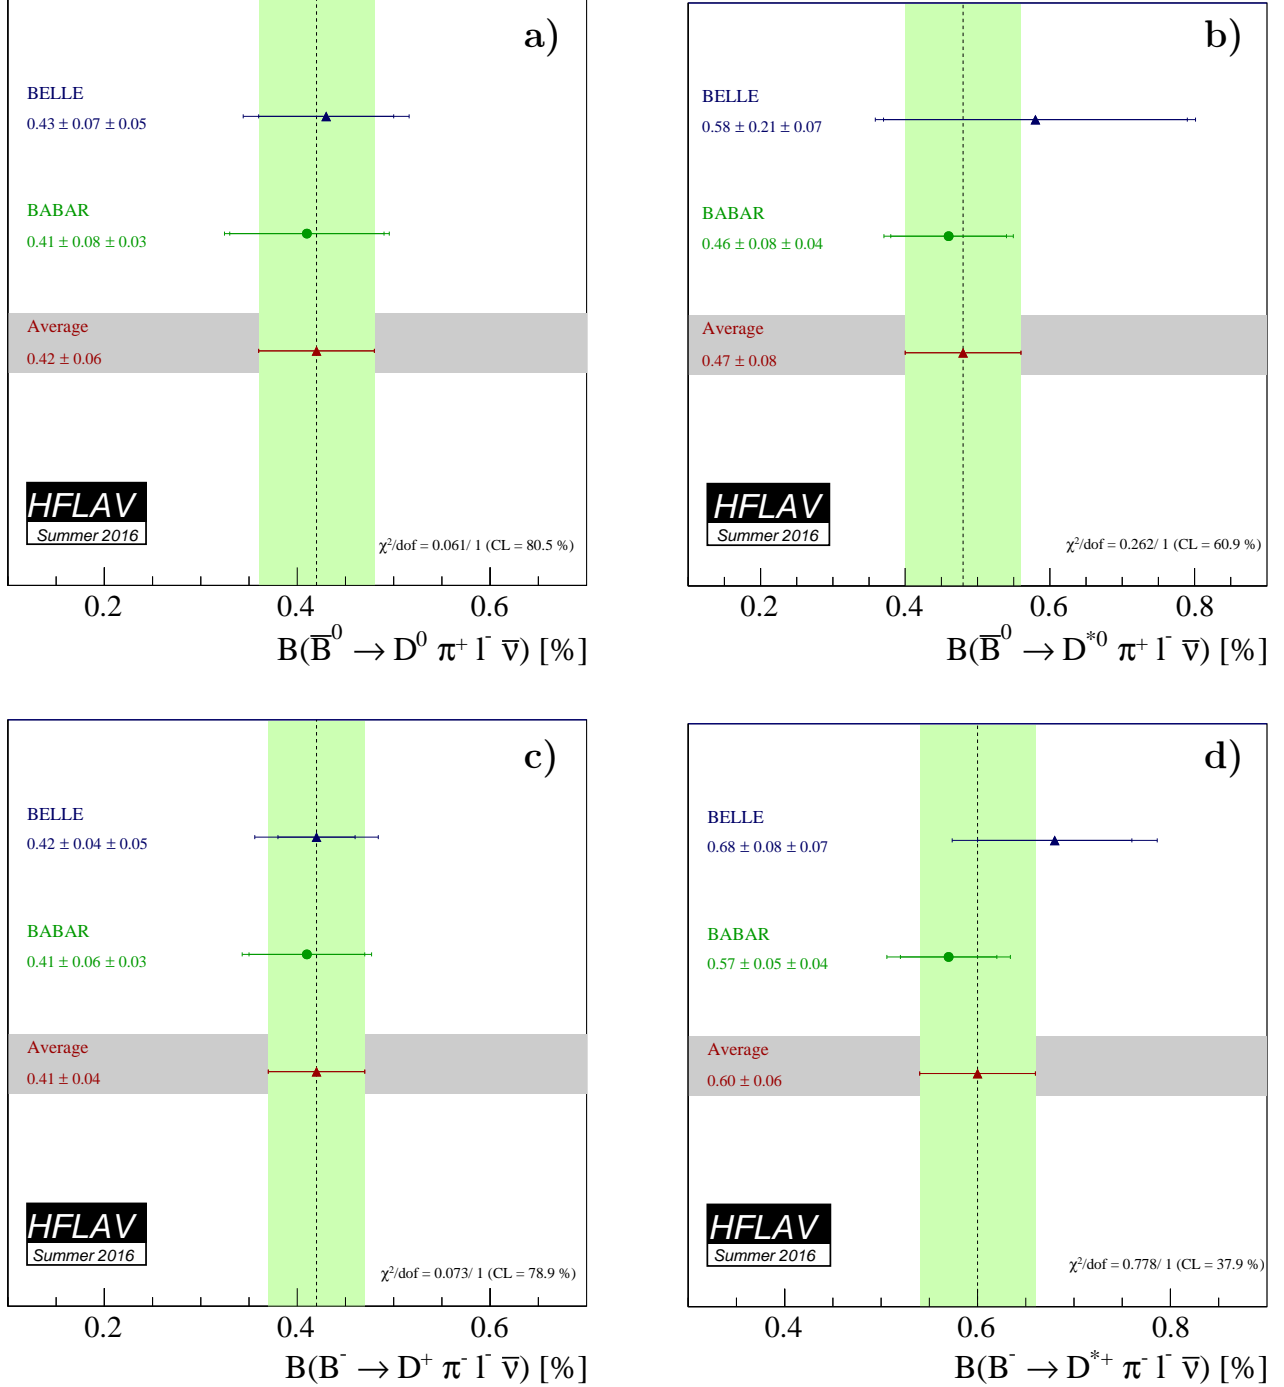 a)
BELLE
0.43 ± 0.07 ± 0.05
BABAR
0.41 ± 0.08 ± 0.03
Average
0.42 ± 0.06
HFLAV
Summer 2016
χ²/dof = 0.061/ 1 (CL = 80.5 %)
0.2 0.4 0.6
B(B̅⁰ → D⁰ π⁺ l⁻ ν̅) [%]
b)
BELLE
0.58 ± 0.21 ± 0.07
BABAR
0.46 ± 0.08 ± 0.04
Average
0.47 ± 0.08
HFLAV
Summer 2016
χ²/dof = 0.262/ 1 (CL = 60.9 %)
0.2 0.4 0.6 0.8
B(B̅⁰ → D*⁰ π⁺ l⁻ ν̅) [%]
c)
BELLE
0.42 ± 0.04 ± 0.05
BABAR
0.41 ± 0.06 ± 0.03
Average
0.41 ± 0.04
HFLAV
Summer 2016
χ²/dof = 0.073/ 1 (CL = 78.9 %)
0.2 0.4 0.6
B(B⁻ → D⁺ π⁻ l⁻ ν̅) [%]
d)
BELLE
0.68 ± 0.08 ± 0.07
BABAR
0.57 ± 0.05 ± 0.04
Average
0.60 ± 0.06
HFLAV
Summer 2016
χ²/dof = 0.778/ 1 (CL = 37.9 %)
0.4 0.6 0.8
B(B⁻ → D*⁺ π⁻ l⁻ ν̅) [%]